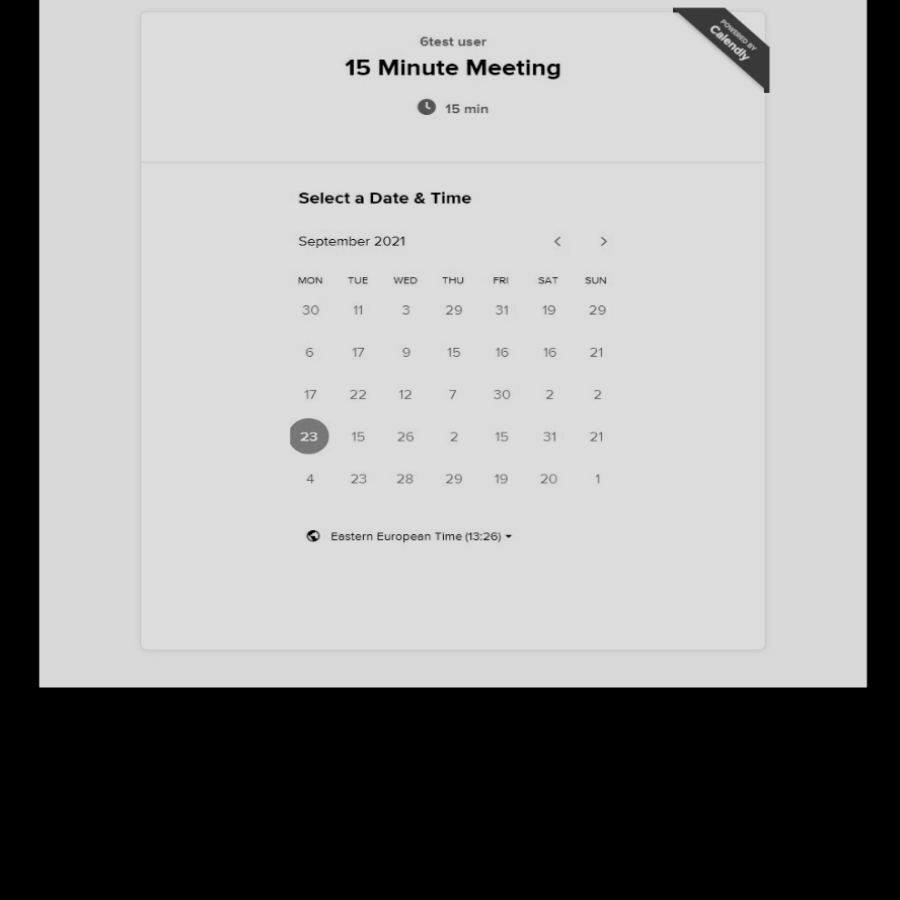 POWERED BY
Calendly
6test user
15 Minute Meeting
15 min
Select a Date & Time
September 2021
MON TUE WED THU FRI SAT SUN
30 11 3 29 31 19 29
6 17 9 15 16 16 21
17 22 12 7 30 2 2
23 15 26 2 15 31 21
4 23 28 29 19 20 1
Eastern European Time (13:26)